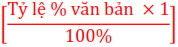 [Tỷ lệ % văn bản × 1
100%]